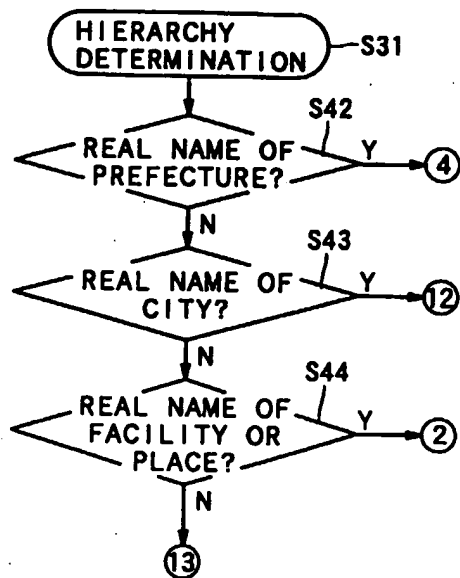 HIERARCHY
DETERMINATION
S31
S42
REAL NAME OF
PREFECTURE?
Y
4
N
S43
REAL NAME OF
CITY?
Y
12
N
S44
REAL NAME OF
FACILITY OR
PLACE?
Y
2
N
13